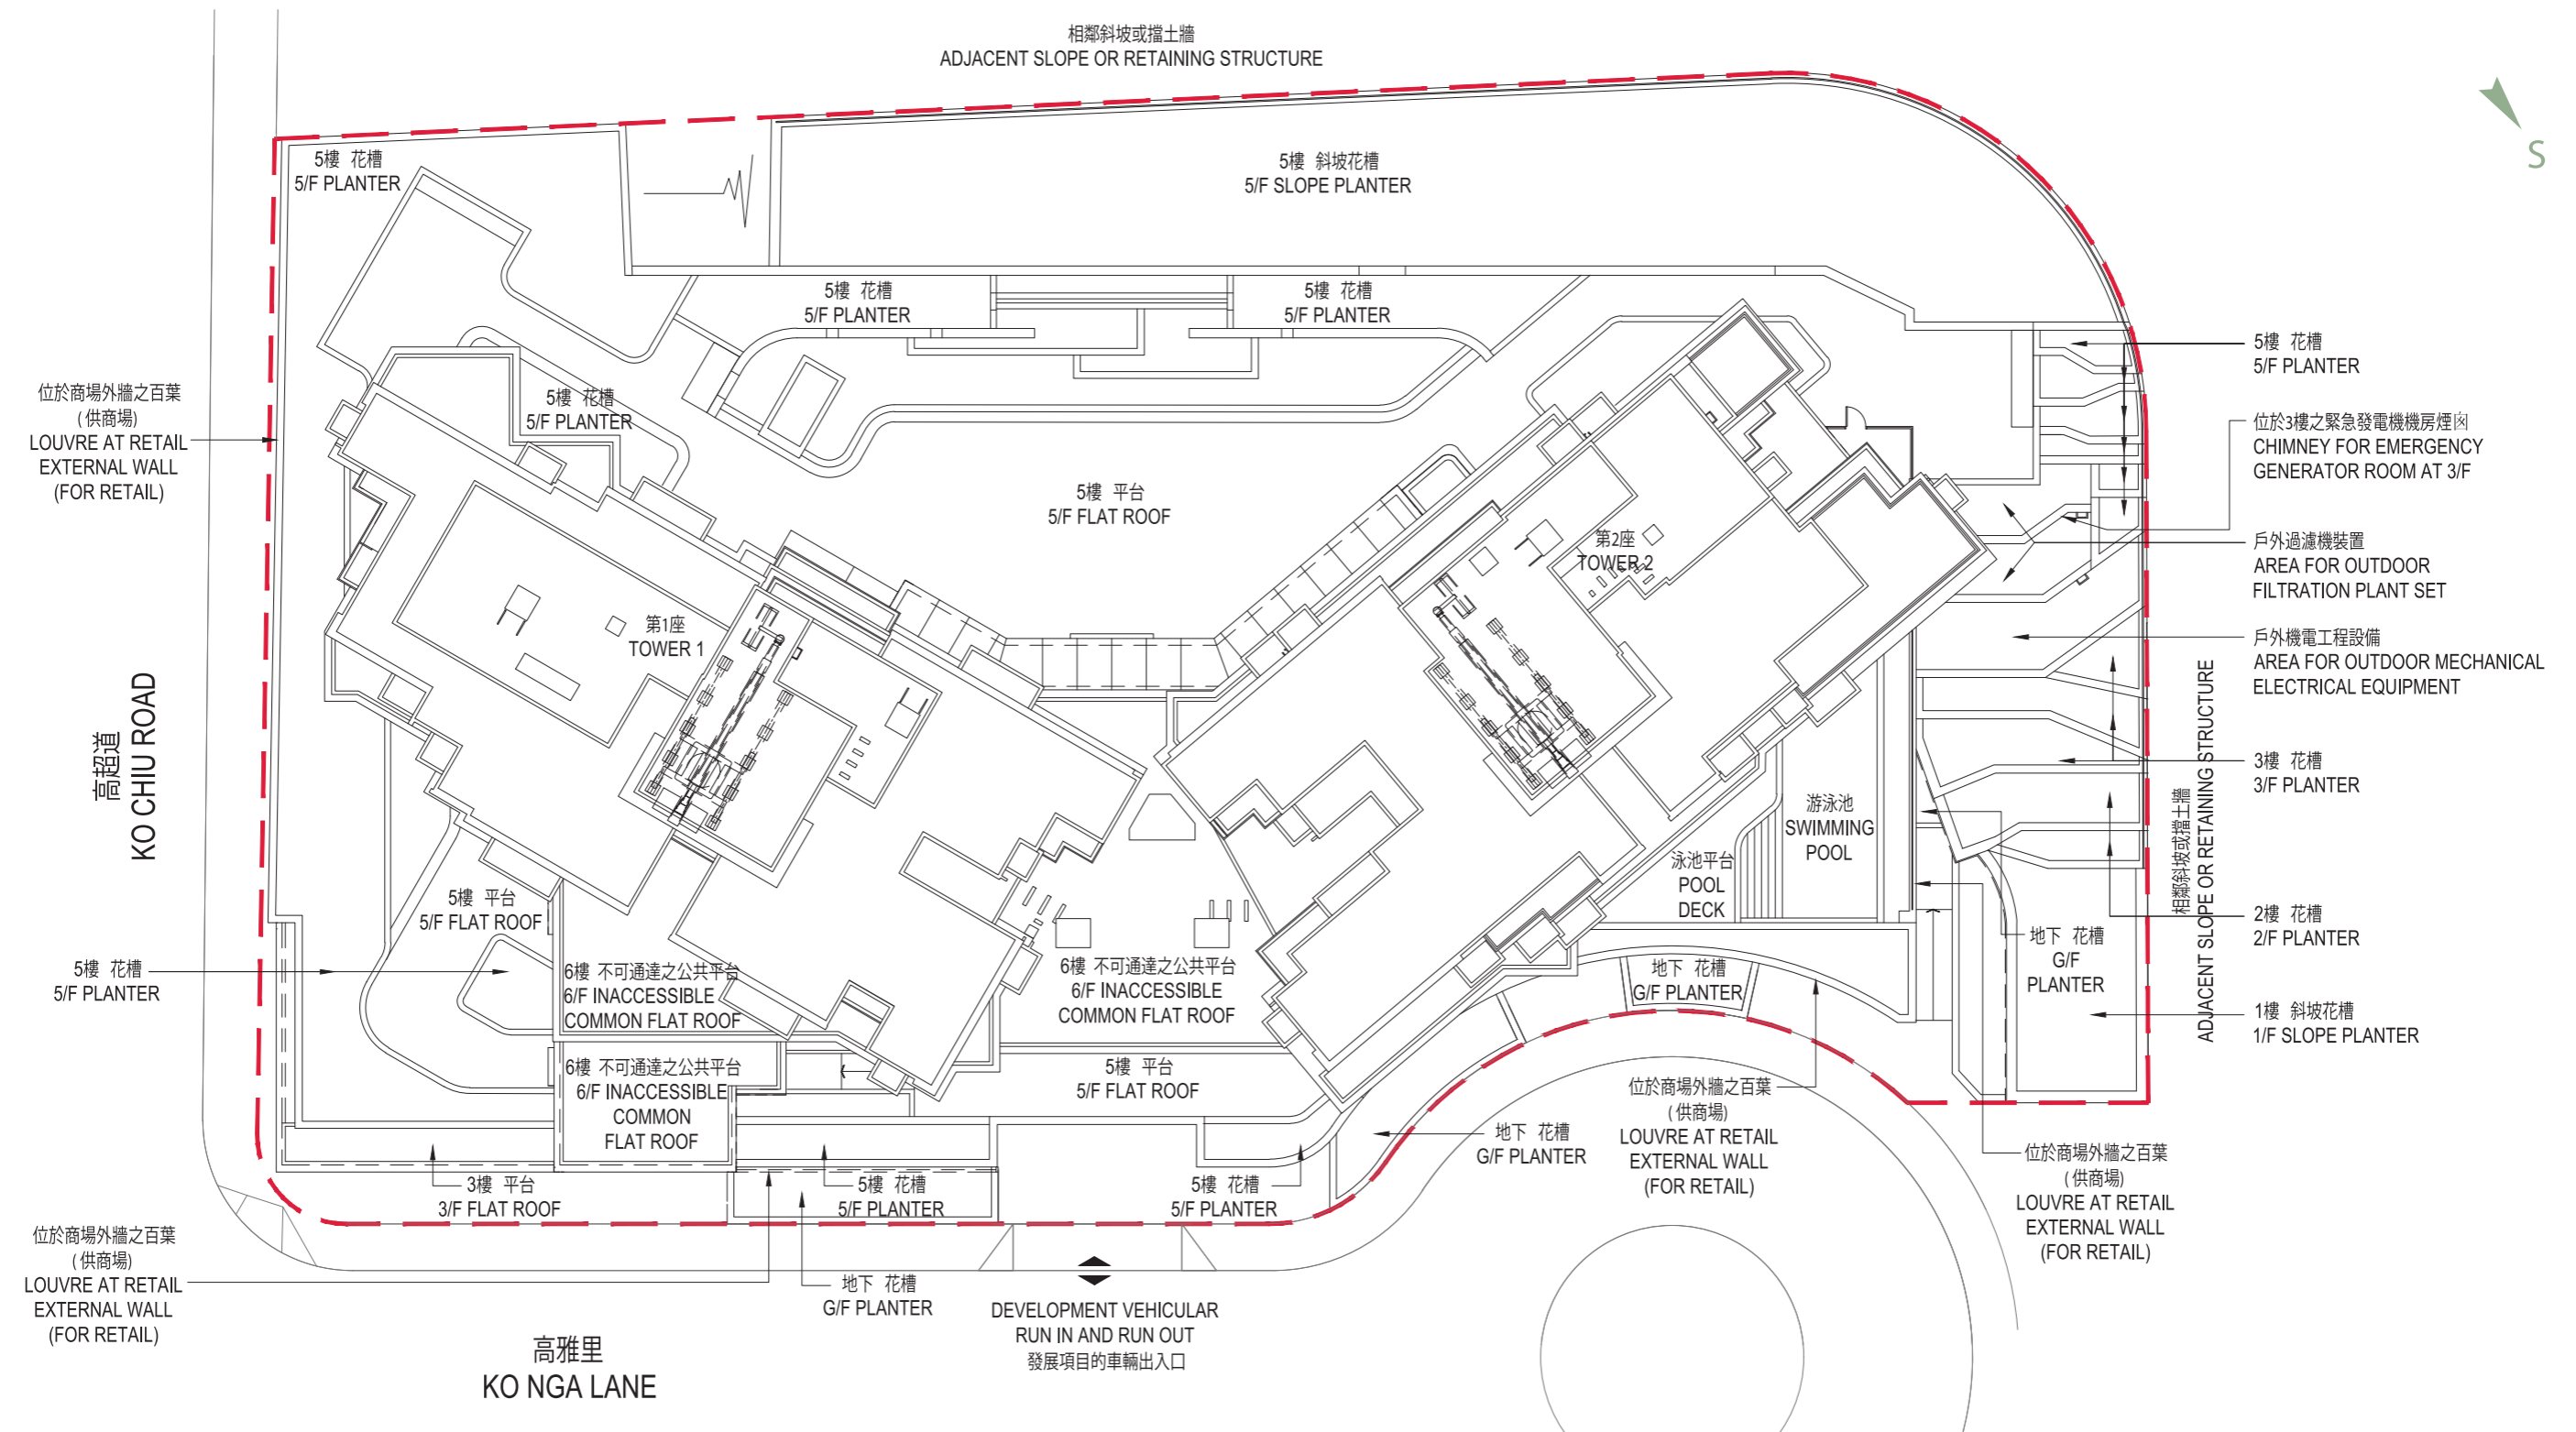 相鄰斜坡或擋土牆
ADJACENT SLOPE OR RETAINING STRUCTURE
S
5樓 花槽
5/F PLANTER
5樓 斜坡花槽
5/F SLOPE PLANTER
5樓 花槽
5/F PLANTER
5樓 花槽
5/F PLANTER
5樓 花槽
5/F PLANTER
位於商場外牆之百葉
(供商場)
LOUVRE AT RETAIL
EXTERNAL WALL
(FOR RETAIL)
5樓 花槽
5/F PLANTER
位於3樓之緊急發電機機房煙囪
CHIMNEY FOR EMERGENCY
GENERATOR ROOM AT 3/F
5樓 平台
5/F FLAT ROOF
戶外過濾機裝置
AREA FOR OUTDOOR
FILTRATION PLANT SET
第2座
TOWER 2
第1座
TOWER 1
戶外機電工程設備
AREA FOR OUTDOOR MECHANICAL
ELECTRICAL EQUIPMENT
高超道
KO CHIU ROAD
相鄰斜坡或擋土牆
ADJACENT SLOPE OR RETAINING STRUCTURE
3樓 花槽
3/F PLANTER
游泳池
SWIMMING
POOL
泳池平台
POOL
DECK
5樓 平台
5/F FLAT ROOF
2樓 花槽
2/F PLANTER
地下 花槽
G/F
PLANTER
5樓 花槽
5/F PLANTER
6樓 不可通達之公共平台
6/F INACCESSIBLE
COMMON FLAT ROOF
6樓 不可通達之公共平台
6/F INACCESSIBLE
COMMON FLAT ROOF
地下 花槽
G/F PLANTER
1樓 斜坡花槽
1/F SLOPE PLANTER
6樓 不可通達之公共平台
6/F INACCESSIBLE
COMMON
FLAT ROOF
5樓 平台
5/F FLAT ROOF
位於商場外牆之百葉
(供商場)
LOUVRE AT RETAIL
EXTERNAL WALL
(FOR RETAIL)
地下 花槽
G/F PLANTER
位於商場外牆之百葉
(供商場)
LOUVRE AT RETAIL
EXTERNAL WALL
(FOR RETAIL)
3樓 平台
3/F FLAT ROOF
5樓 花槽
5/F PLANTER
5樓 花槽
5/F PLANTER
位於商場外牆之百葉
(供商場)
LOUVRE AT RETAIL
EXTERNAL WALL
(FOR RETAIL)
地下 花槽
G/F PLANTER
DEVELOPMENT VEHICULAR
RUN IN AND RUN OUT
發展項目的車輛出入口
高雅里
KO NGA LANE